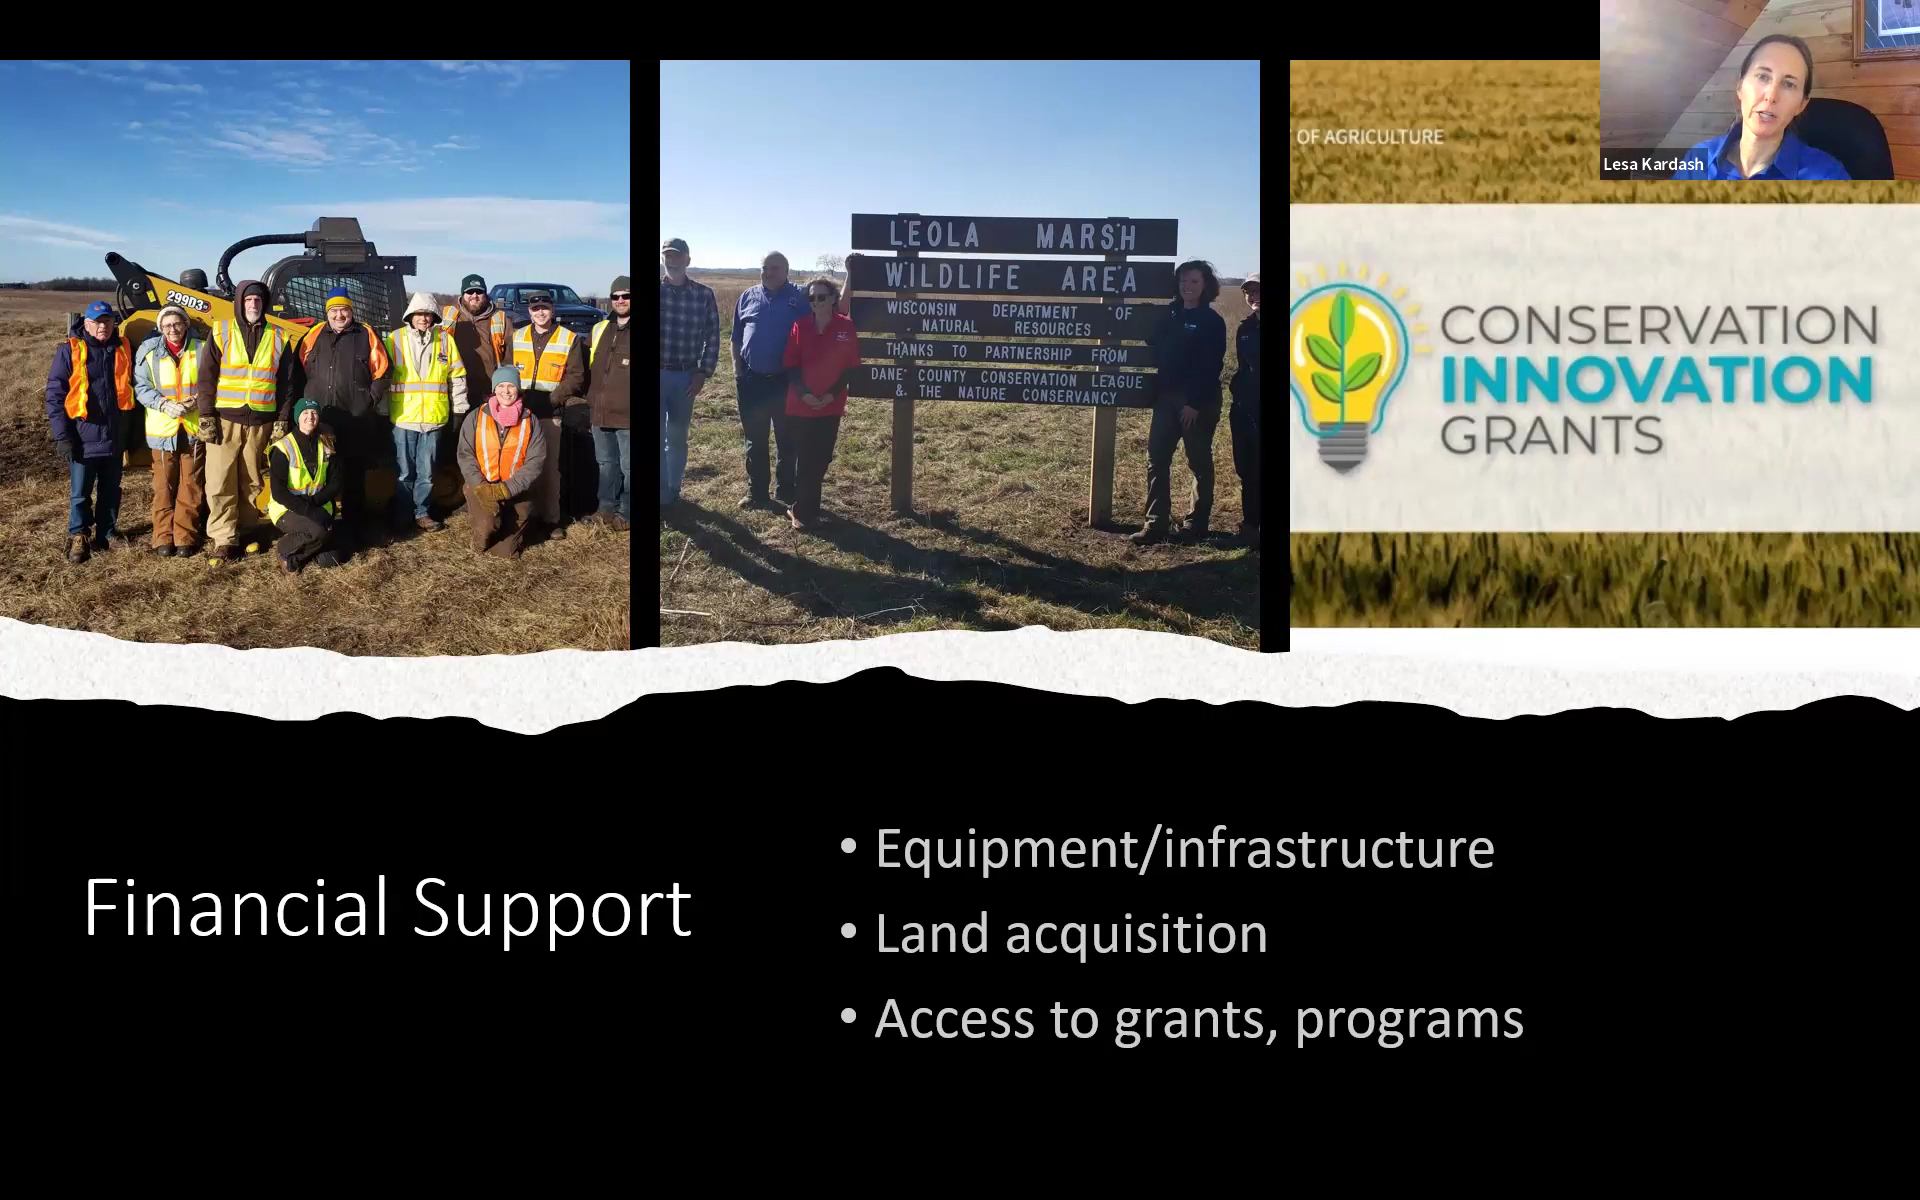 299D3
LEOLA MARSH
WILDLIFE AREA
WISCONSIN DEPARTMENT OF
NATURAL RESOURCES
THANKS TO PARTNERSHIP FROM
DANE COUNTY CONSERVATION LEAGUE
& THE NATURE CONSERVANCY
OF AGRICULTURE
CONSERVATION
INNOVATION
GRANTS
Lesa Kardash
Financial Support
• Equipment/infrastructure
• Land acquisition
• Access to grants, programs